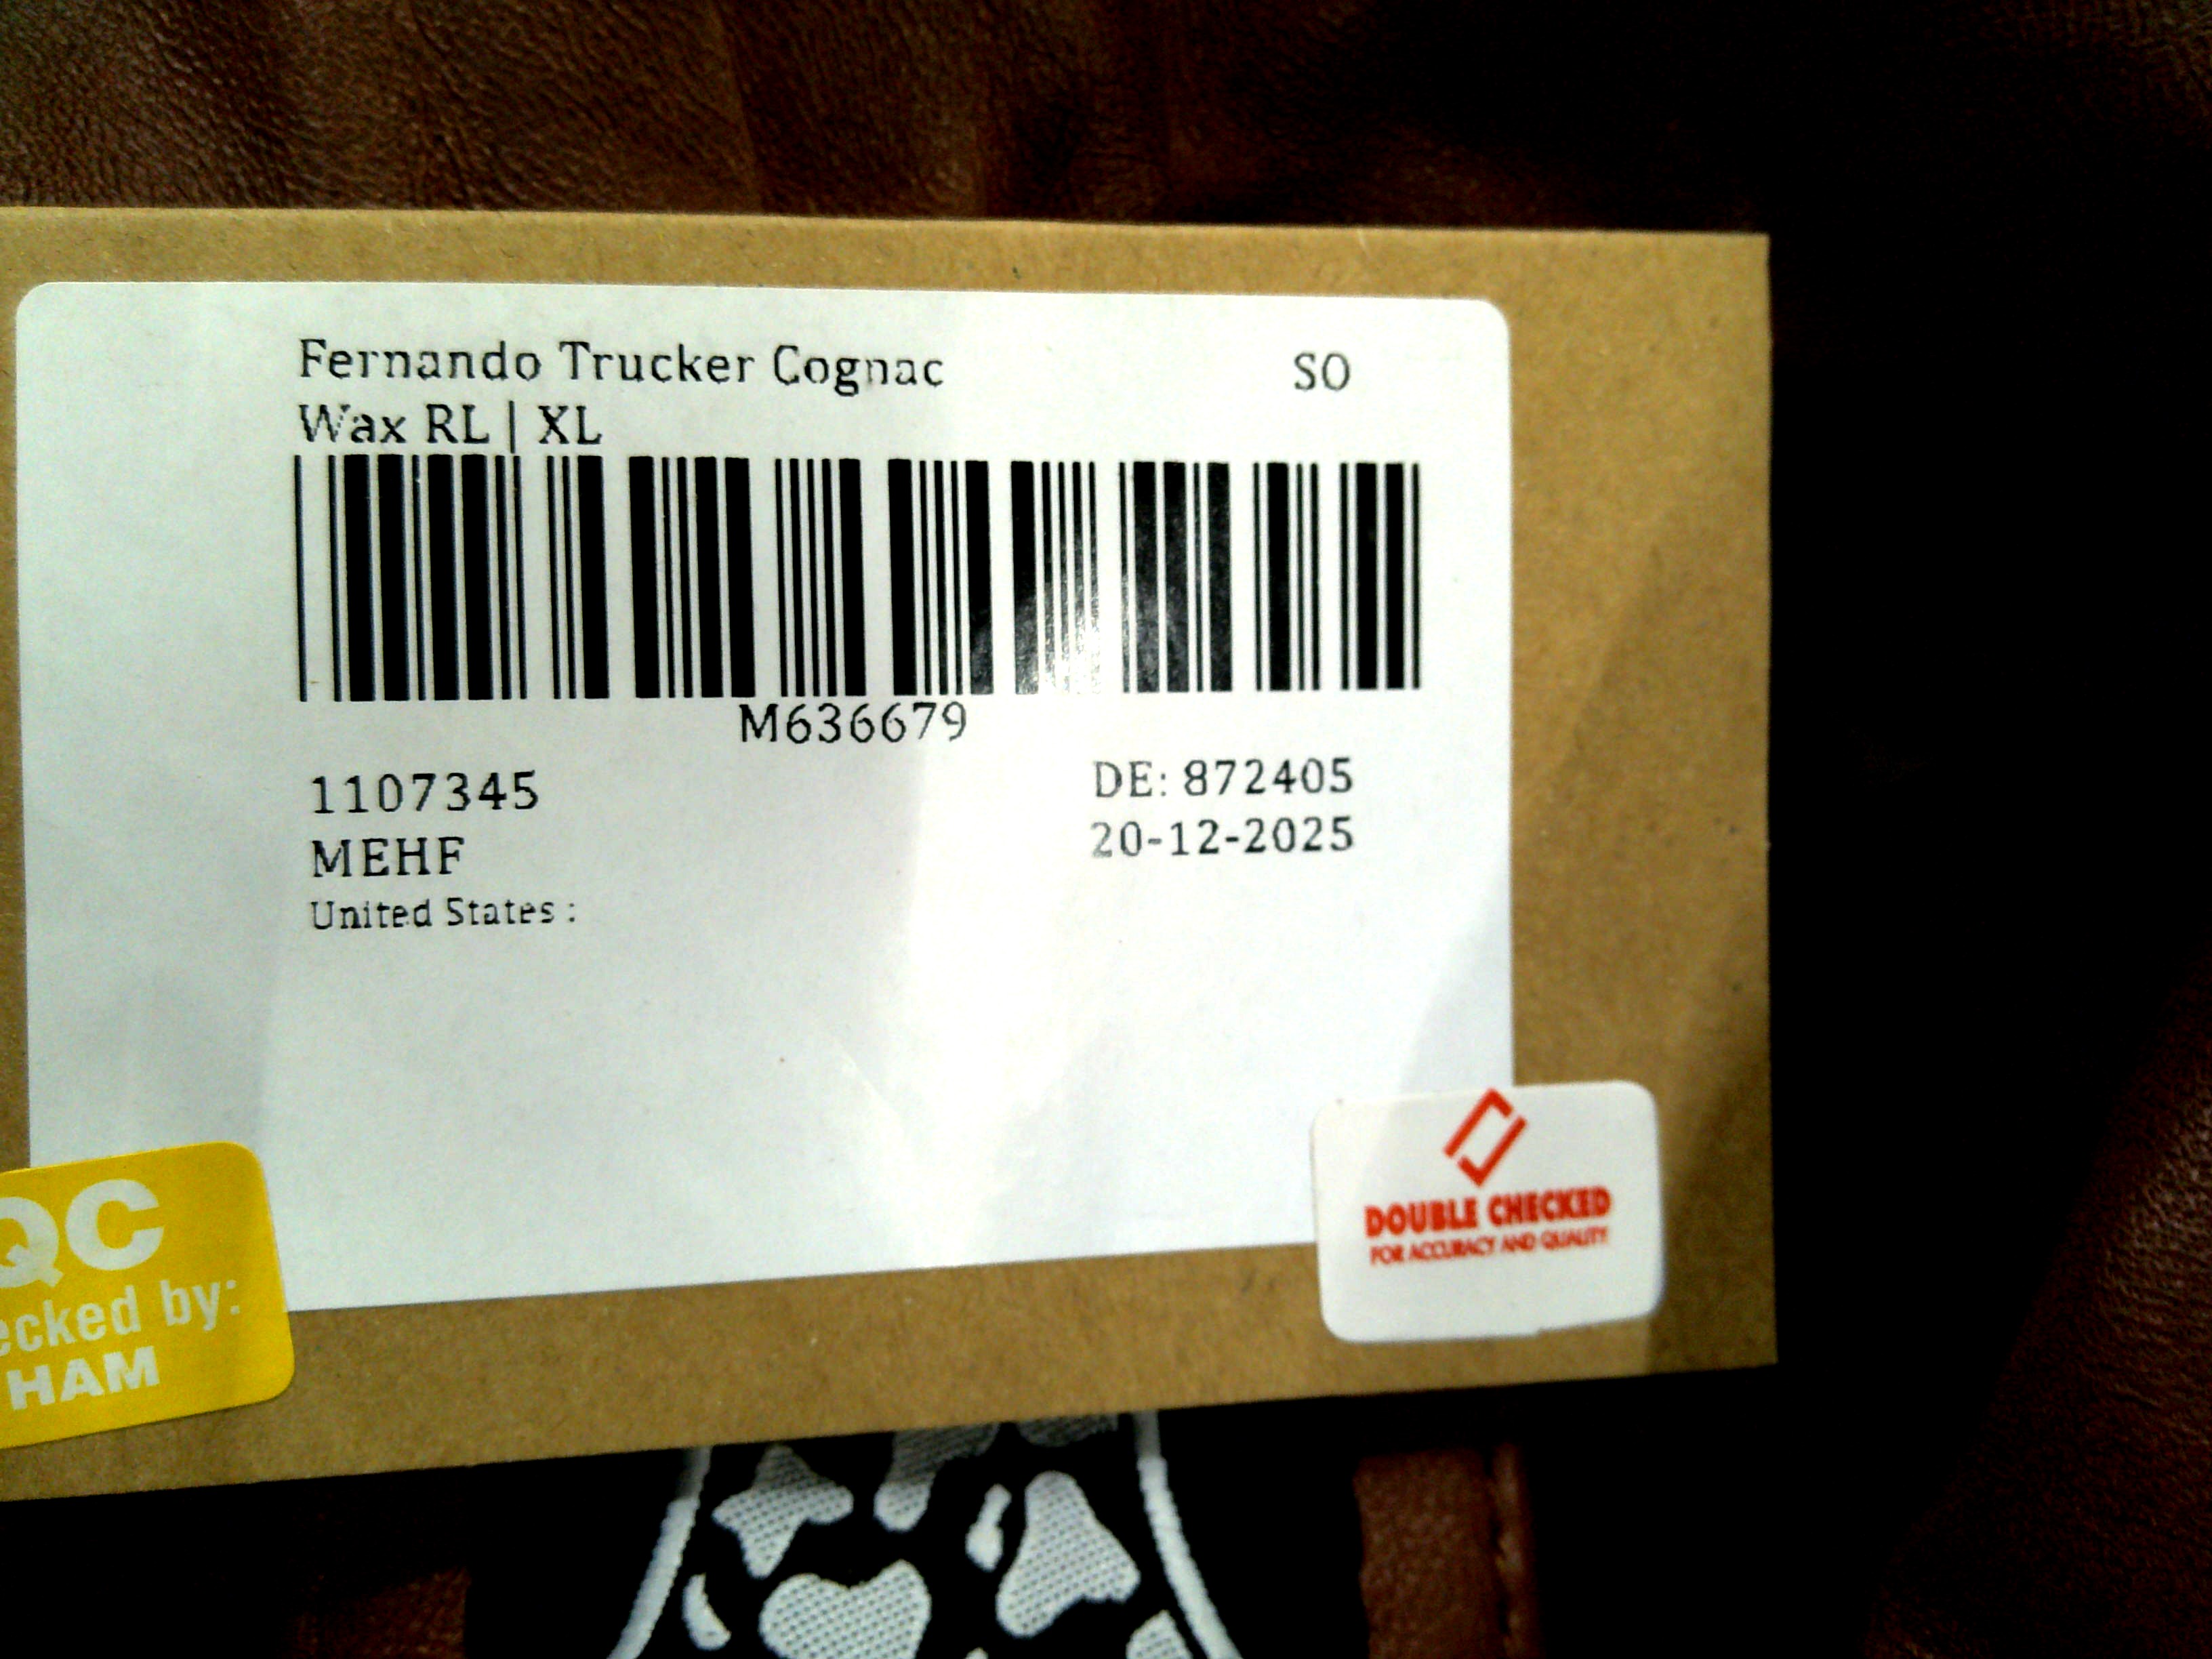 Fernando Trucker Cognac
Wax RL | XL
SO
M636679
1107345
MEHF
United States :
DE: 872405
20-12-2025
QC
ecked by:
HAM
DOUBLE CHECKED
FOR ACCURACY AND QUALITY